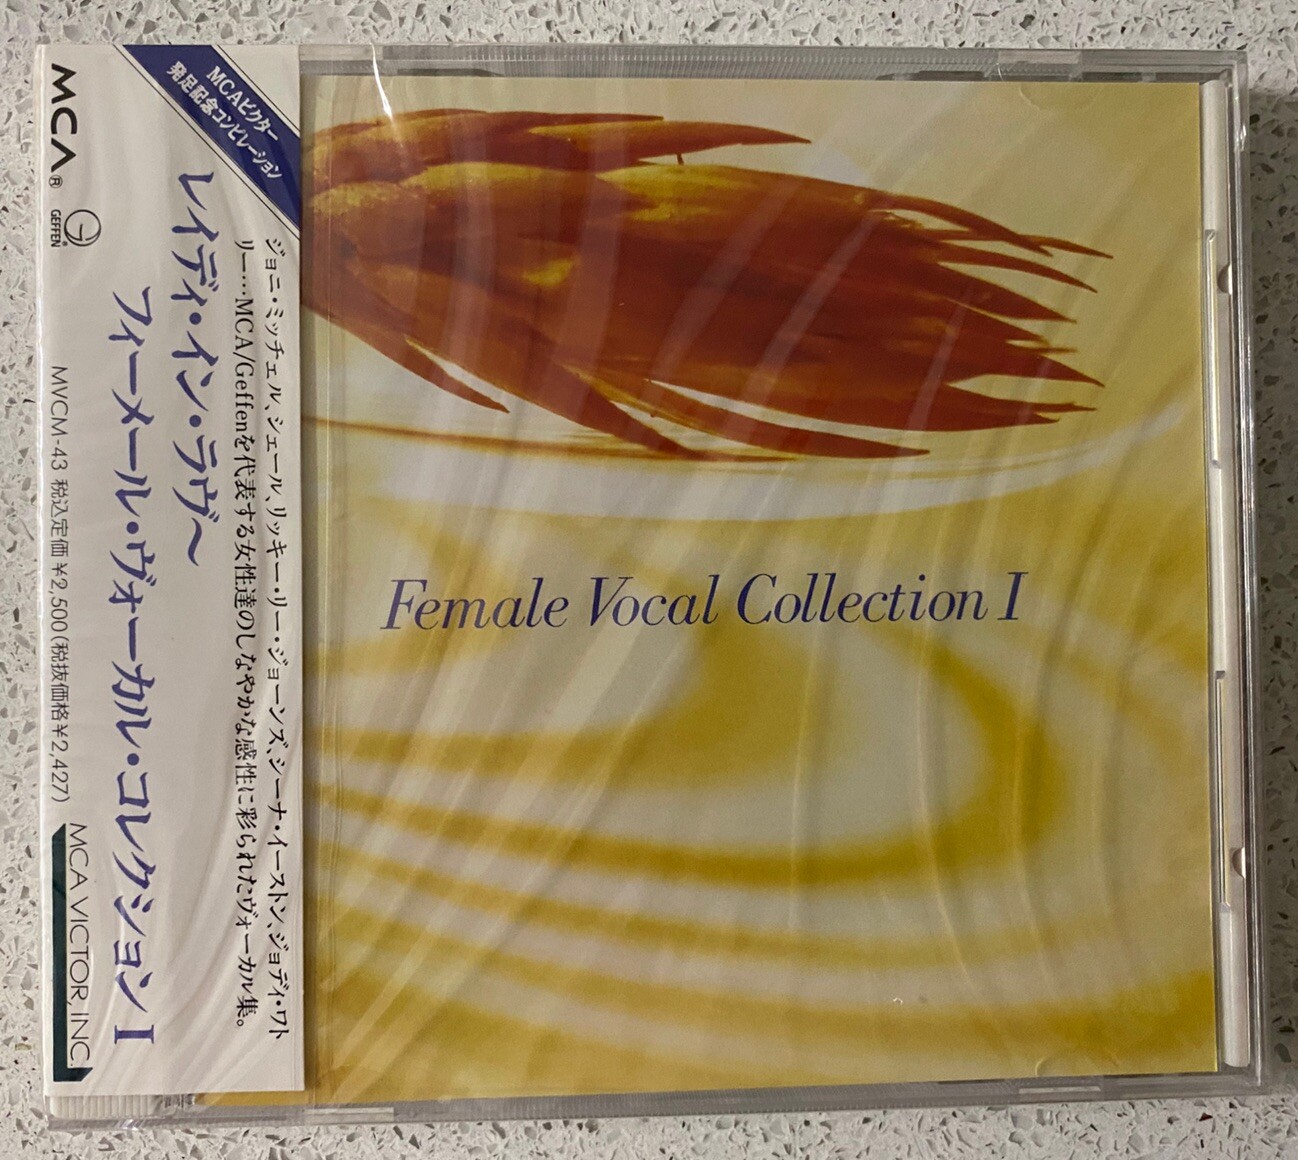 MCAビクター
発足記念コンピレーション
ジョニ・ミッチェル、シェール、リッキー・リー・ジョーンズ、シーナ・イーストン、ジョディ・ワト
リー…MCA/Geffenを代表する女性達のしなやかな感性に彩られたヴォーカル集。
レイディ・イン・ラヴ〜
フィーメール・ヴォーカル・コレクション I
MCA®
GEFFEN®
MVCM-43 税込定価¥2,500(税抜価格¥2,427)
MCA VICTOR, INC.
Female Vocal Collection I